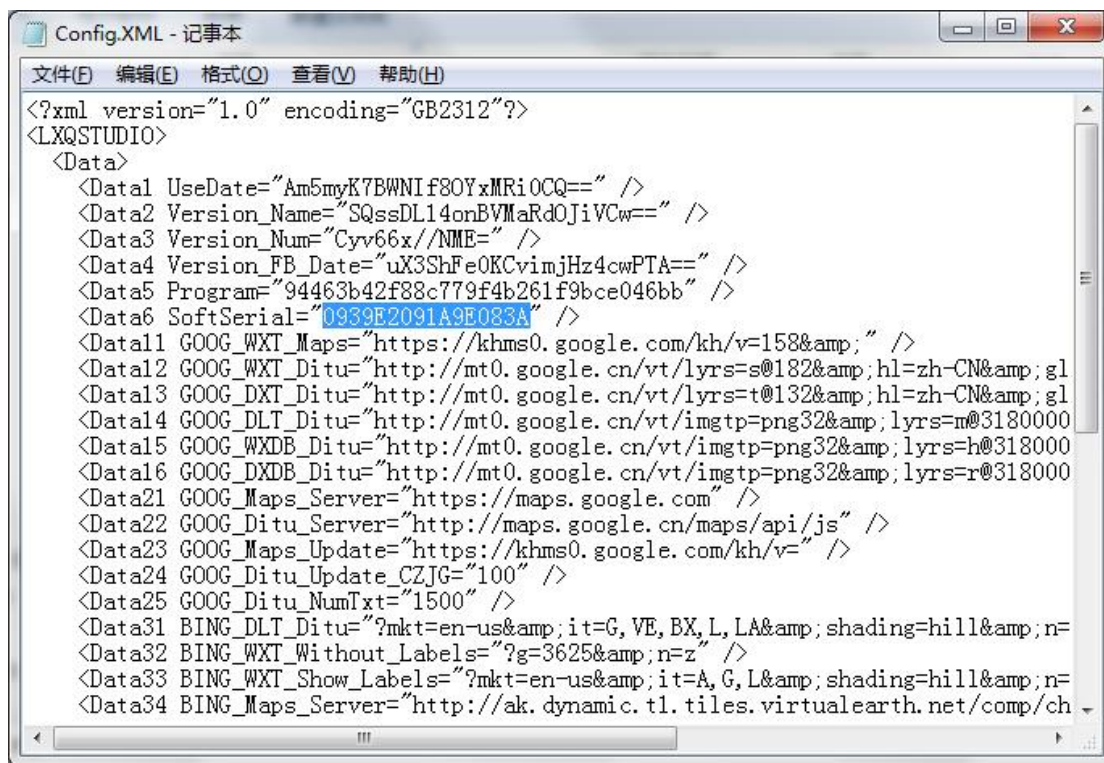 Config.XML - 记事本
文件(F) 编辑(E) 格式(O) 查看(V) 帮助(H)
<?xml version="1.0" encoding="GB2312"?>
<LXQSTUDIO>
<Data>
<Data1 UseDate="Am5myK7BWNIf8OYxMRiOCQ==" />
<Data2 Version_Name="SQssDL14onBVMaRdOJiVCw==" />
<Data3 Version_Num="Cyv66x//NME=" />
<Data4 Version_FB_Date="uX3ShFeOKCvimjHz4cwPTA==" />
<Data5 Program="94463b42f88c779f4b261f9bce046bb" />
<Data6 SoftSerial="0939E2091A9E083A" />
<Data11 GOOG_WXT_Maps="https://khms0.google.com/kh/v=158&amp;" />
<Data12 GOOG_WXT_Ditu="http://mt0.google.cn/vt/lyrs=s@182&amp;hl=zh-CN&amp;gl
<Data13 GOOG_DXT_Ditu="http://mt0.google.cn/vt/lyrs=t@132&amp;hl=zh-CN&amp;gl
<Data14 GOOG_DLT_Ditu="http://mt0.google.cn/vt/imgtp=png32&amp;lyrs=m@3180000
<Data15 GOOG_WXDB_Ditu="http://mt0.google.cn/vt/imgtp=png32&amp;lyrs=h@318000
<Data16 GOOG_DXDB_Ditu="http://mt0.google.cn/vt/imgtp=png32&amp;lyrs=r@318000
<Data21 GOOG_Maps_Server="https://maps.google.com" />
<Data22 GOOG_Ditu_Server="http://maps.google.cn/maps/api/js" />
<Data23 GOOG_Maps_Update="https://khms0.google.com/kh/v=" />
<Data24 GOOG_Ditu_Update_CZJG="100" />
<Data25 GOOG_Ditu_NumTxt="1500" />
<Data31 BING_DLT_Ditu="?mkt=en-us&amp;it=G,VE,BX,L,LA&amp;shading=hill&amp;n=
<Data32 BING_WXT_Without_Labels="?g=3625&amp;n=z" />
<Data33 BING_WXT_Show_Labels="?mkt=en-us&amp;it=A,G,L&amp;shading=hill&amp;n=
<Data34 BING_Maps_Server="http://ak.dynamic.t1.tiles.virtualearth.net/comp/ch